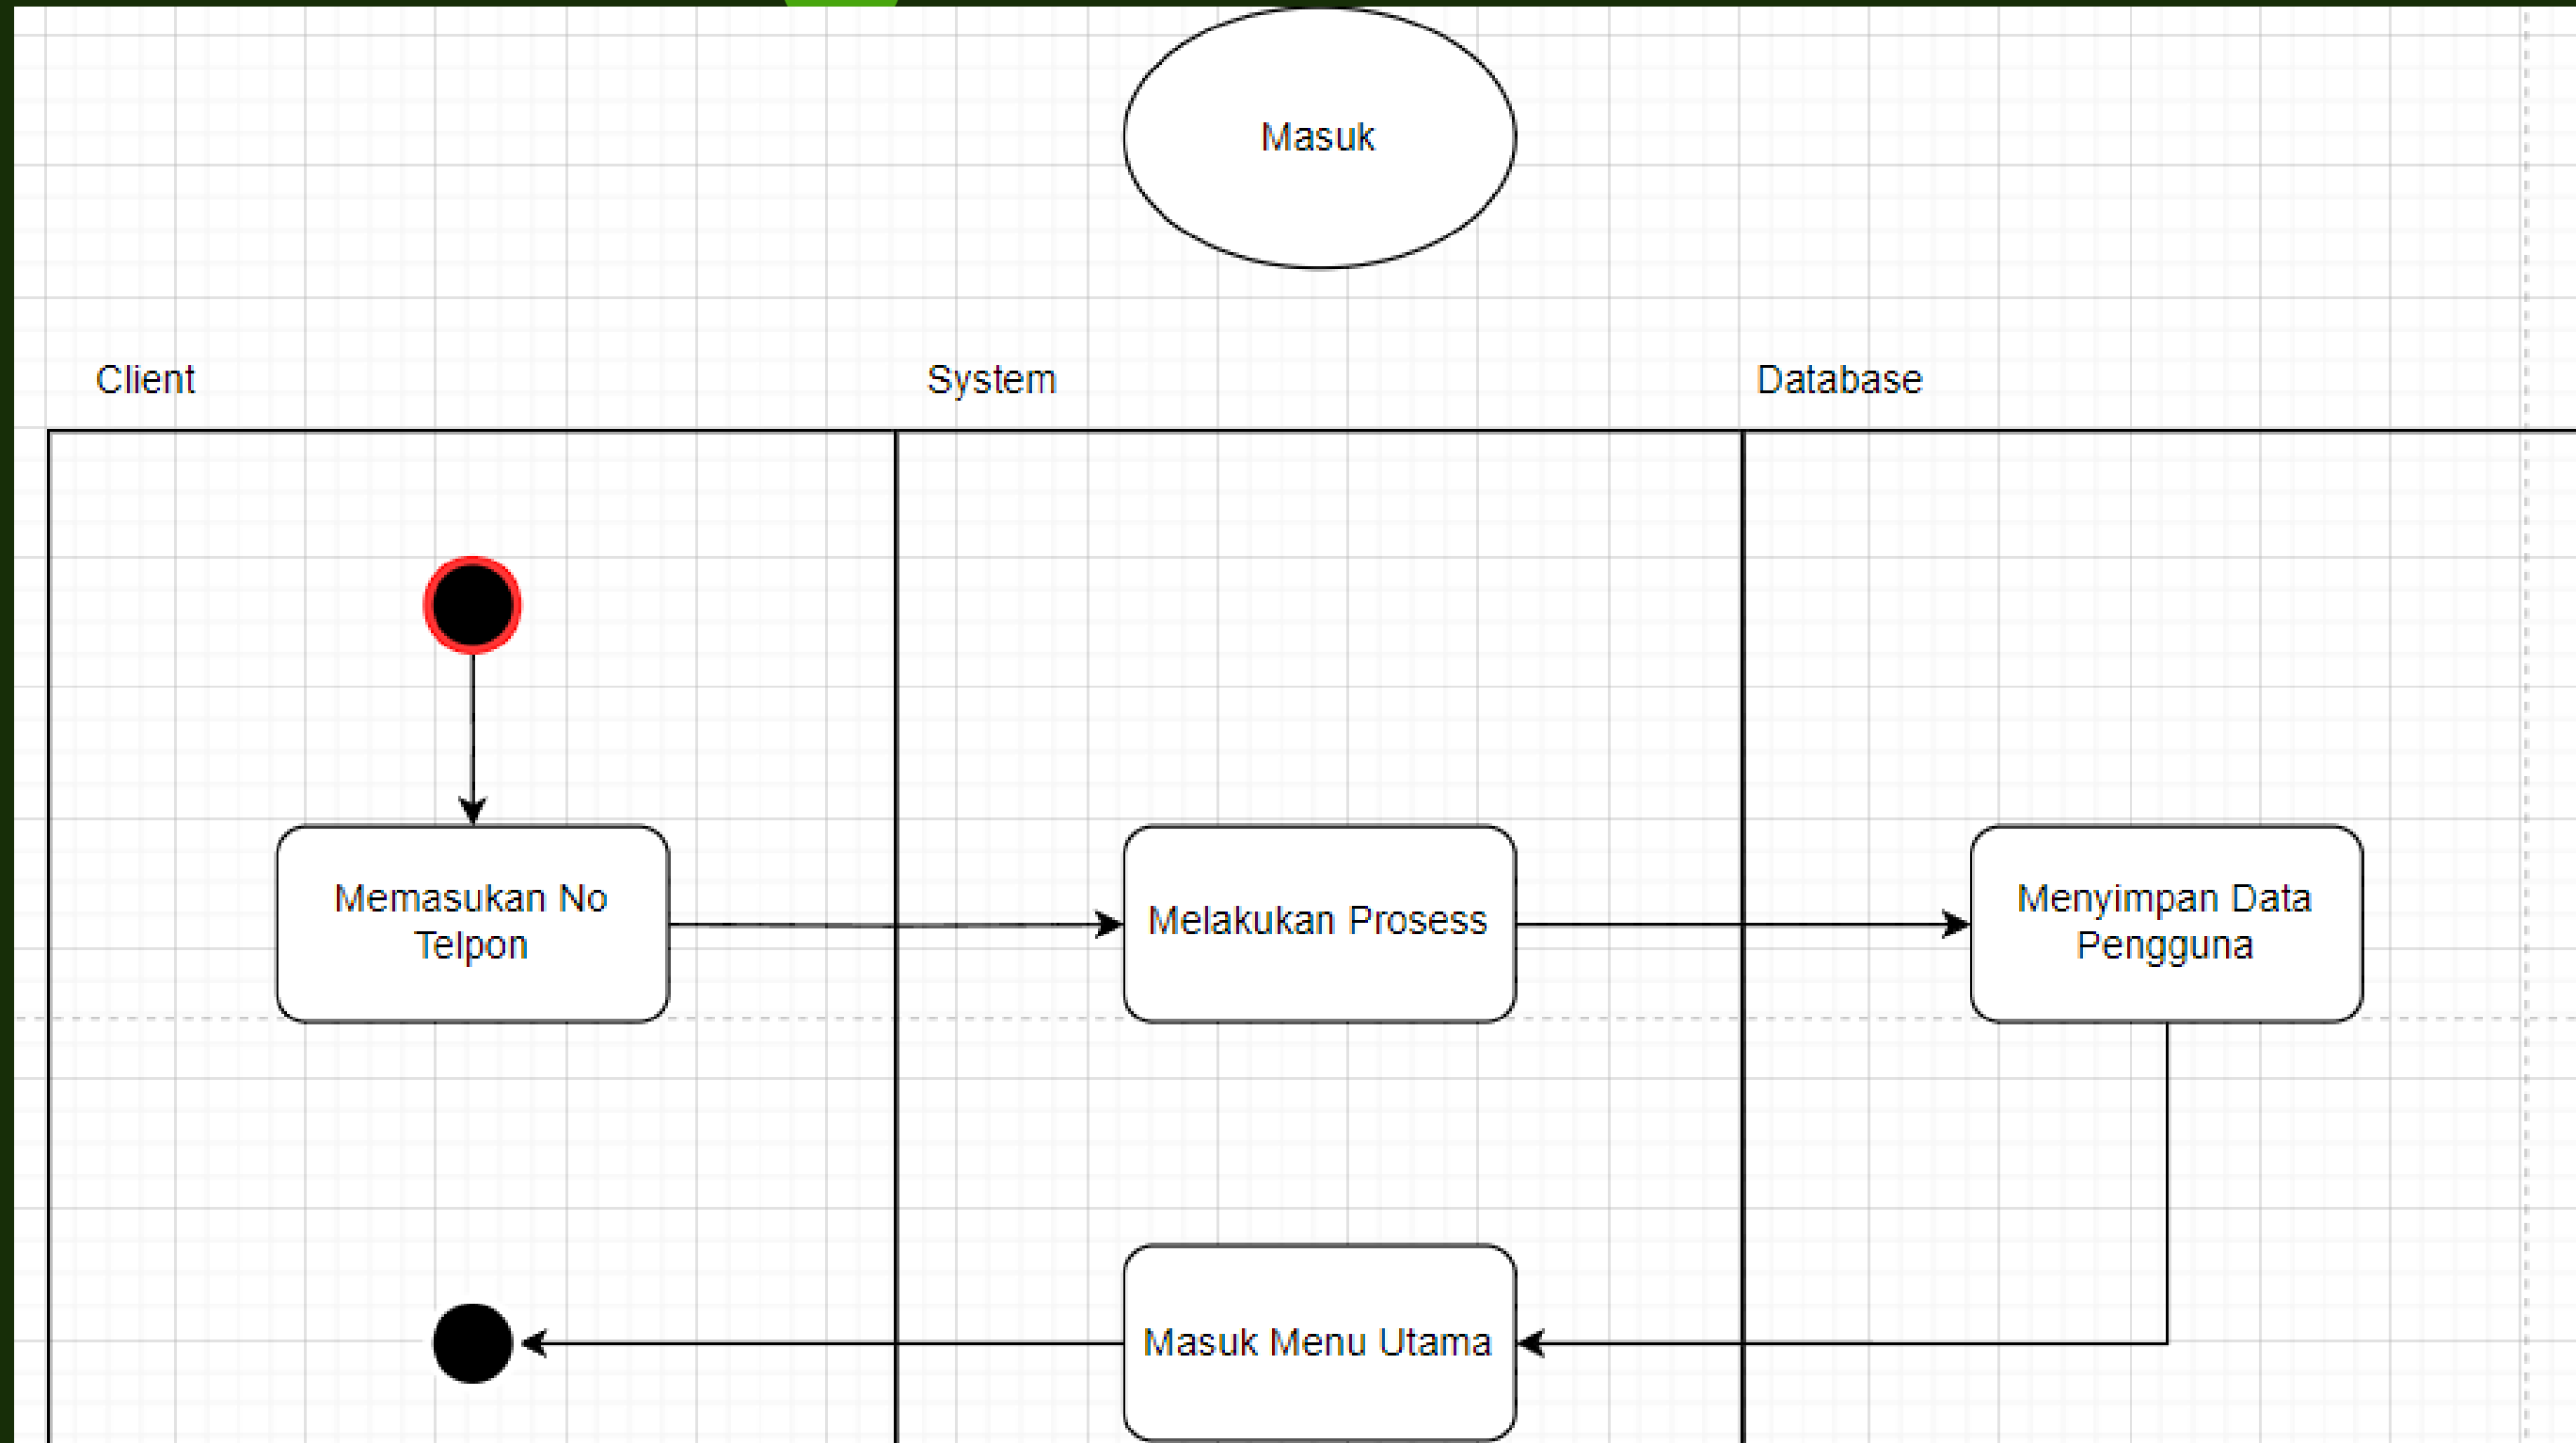 Masuk
Client
System
Database
Memasukan No
Telpon
Melakukan Prosess
Menyimpan Data
Pengguna
Masuk Menu Utama